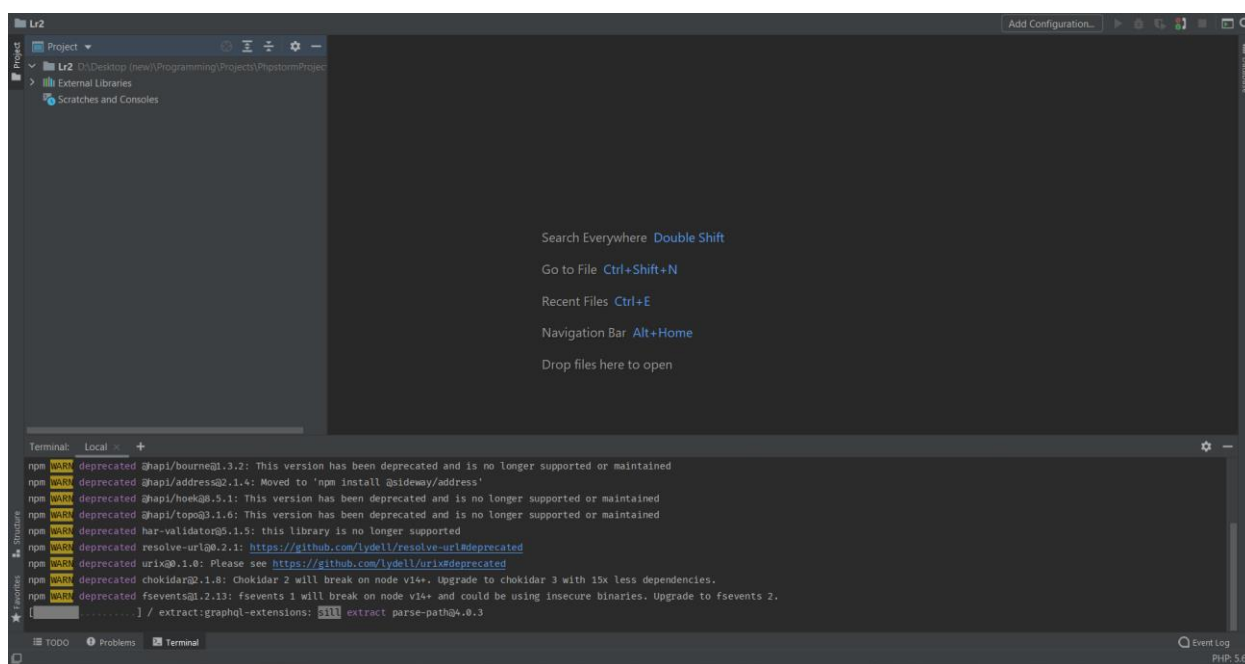 Lr2
Add Configuration...
Project
Project
Lr2 D:\Desktop (new)\Programming\Projects\PhpstormProjec
External Libraries
Scratches and Consoles
Search Everywhere Double Shift
Go to File Ctrl+Shift+N
Recent Files Ctrl+E
Navigation Bar Alt+Home
Drop files here to open
Terminal: Local × +
npm WARN deprecated @hapi/bourne@1.3.2: This version has been deprecated and is no longer supported or maintained
npm WARN deprecated @hapi/address@2.1.4: Moved to 'npm install @sideway/address'
npm WARN deprecated @hapi/hoek@8.5.1: This version has been deprecated and is no longer supported or maintained
npm WARN deprecated @hapi/topo@3.1.6: This version has been deprecated and is no longer supported or maintained
npm WARN deprecated har-validator@5.1.5: this library is no longer supported
npm WARN deprecated resolve-url@0.2.1: https://github.com/lydell/resolve-url#deprecated
npm WARN deprecated urix@0.1.0: Please see https://github.com/lydell/urix#deprecated
npm WARN deprecated chokidar@2.1.8: Chokidar 2 will break on node v14+. Upgrade to chokidar 3 with 15x less dependencies.
npm WARN deprecated fsevents@1.2.13: fsevents 1 will break on node v14+ and could be using insecure binaries. Upgrade to fsevents 2.
[ ..........] / extract:graphql-extensions: sill extract parse-path@4.0.3
Structure
Favorites
TODO Problems Terminal
Event Log
PHP: 5.6